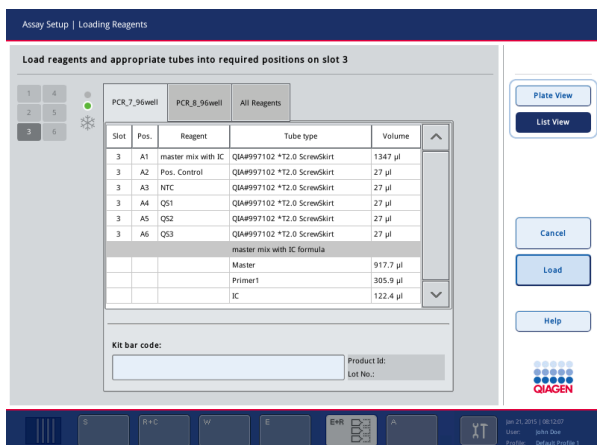 Assay Setup | Loading Reagents
Load reagents and appropriate tubes into required positions on slot 3
1 4
2 5
3 6
PCR_7_96well PCR_8_96well All Reagents
Slot Pos. Reagent Tube type Volume
3 A1 master mix with IC QIA#997102 *T2.0 ScrewSkirt 1347 µl
3 A2 Pos. Control QIA#997102 *T2.0 ScrewSkirt 27 µl
3 A3 NTC QIA#997102 *T2.0 ScrewSkirt 27 µl
3 A4 QS1 QIA#997102 *T2.0 ScrewSkirt 27 µl
3 A5 QS2 QIA#997102 *T2.0 ScrewSkirt 27 µl
3 A6 QS3 QIA#997102 *T2.0 ScrewSkirt 27 µl
master mix with IC formula
Master 917.7 µl
Primer1 305.9 µl
IC 122.4 µl
Kit bar code:
Product Id:
Lot No.:
Plate View
List View
Cancel
Load
Help
QIAGEN
S R+C W E E+R A
Jan 21, 2015 | 08:12:07
User: John Doe
Profile: Default Profile 1